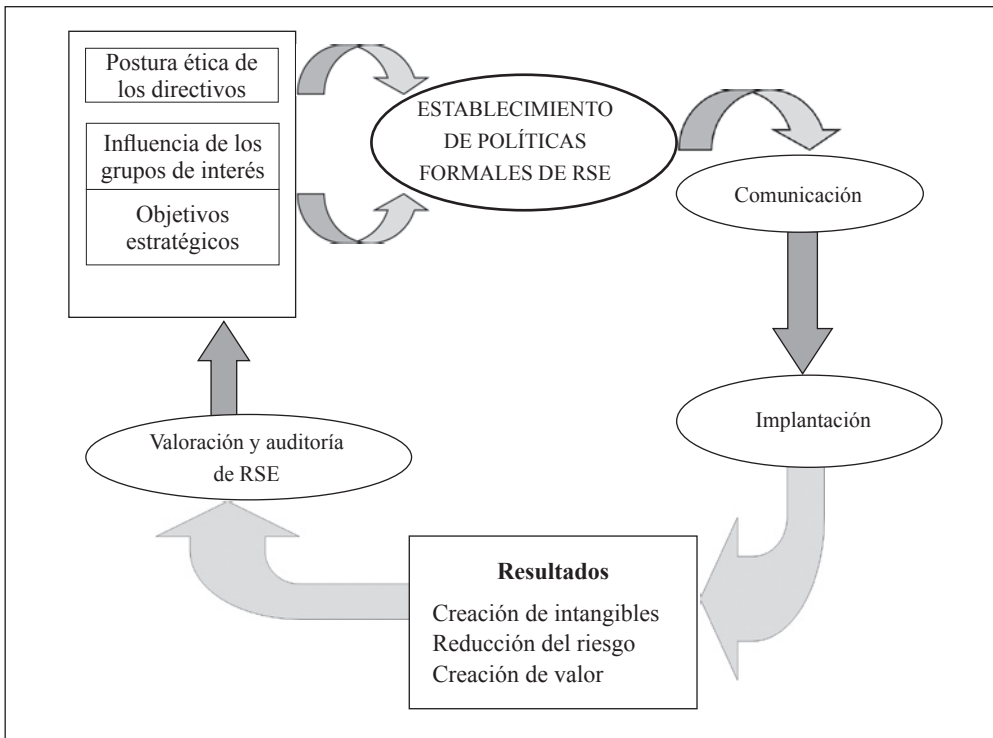 Postura ética de
los directivos
Influencia de los
grupos de interés
Objetivos
estratégicos
ESTABLECIMIENTO
DE POLÍTICAS
FORMALES DE RSE
Comunicación
Implantación
Resultados
Creación de intangibles
Reducción del riesgo
Creación de valor
Valoración y auditoría
de RSE